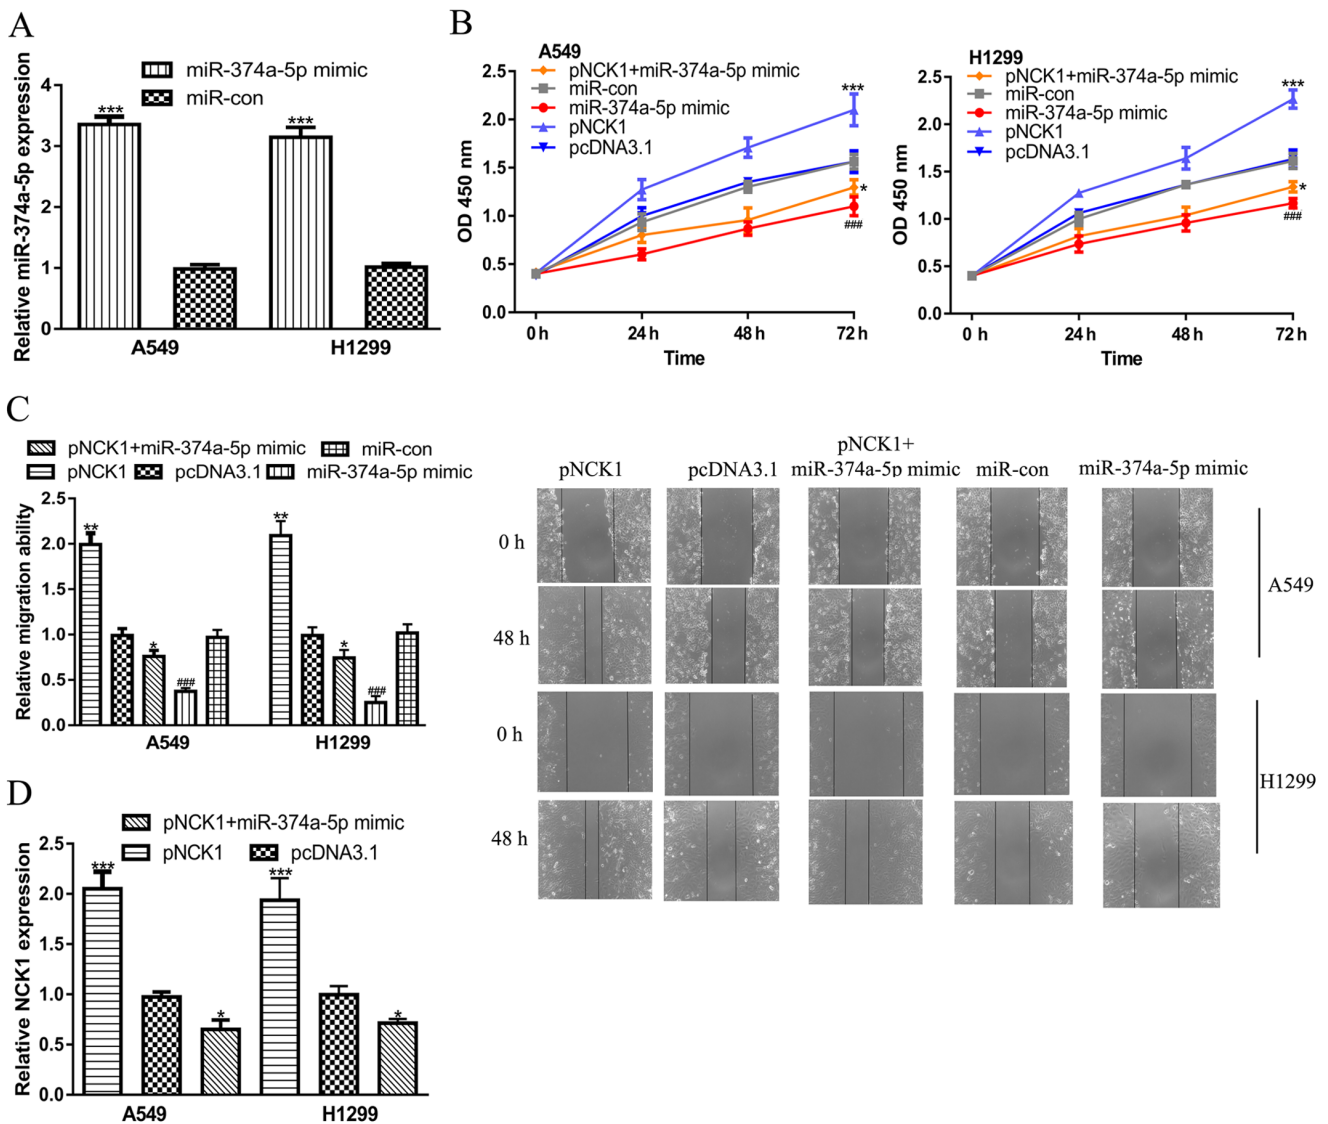 A
miR-374a-5p mimic
miR-con
Relative miR-374a-5p expression
4
3
2
1
0
***
***
A549
H1299
B
A549
pNCK1+miR-374a-5p mimic
miR-con
miR-374a-5p mimic
pNCK1
pcDNA3.1
OD 450 nm
2.5
2.0
1.5
1.0
0.5
0.0
***
*
###
0 h
24 h
48 h
72 h
Time
H1299
pNCK1+miR-374a-5p mimic
miR-con
miR-374a-5p mimic
pNCK1
pcDNA3.1
OD 450 nm
2.5
2.0
1.5
1.0
0.5
0.0
***
*
###
0 h
24 h
48 h
72 h
Time
C
pNCK1+miR-374a-5p mimic
miR-con
pNCK1
pcDNA3.1
miR-374a-5p mimic
Relative migration ability
2.5
2.0
1.5
1.0
0.5
0.0
**
*
###
**
*
###
A549
H1299
pNCK1
pcDNA3.1
pNCK1+
miR-374a-5p mimic
miR-con
miR-374a-5p mimic
0 h
48 h
A549
0 h
48 h
H1299
D
pNCK1+miR-374a-5p mimic
pNCK1
pcDNA3.1
Relative NCK1 expression
2.5
2.0
1.5
1.0
0.5
0.0
***
*
***
*
A549
H1299